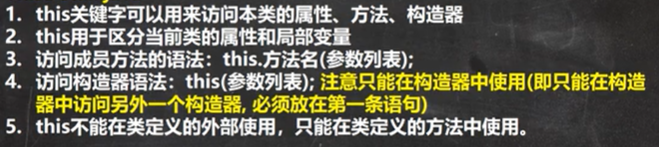 1. this关键字可以用来访问本类的属性、方法、构造器
2. this用于区分当前类的属性和局部变量
3. 访问成员方法的语法：this.方法名(参数列表);
4. 访问构造器语法：this(参数列表); 注意只能在构造器中使用(即只能在构造
器中访问另外一个构造器, 必须放在第一条语句)
5. this不能在类定义的外部使用，只能在类定义的方法中使用。